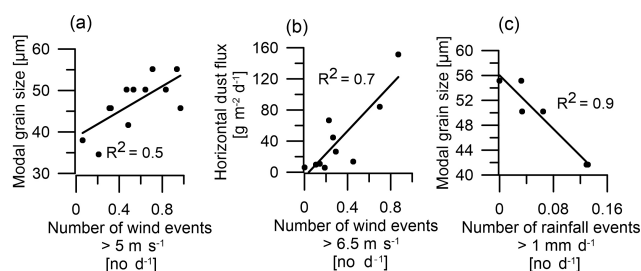 (a)
Modal grain size [µm]
60
50
40
30
R² = 0.5
0
0.4
0.8
Number of wind events
> 5 m s⁻¹
[no d⁻¹]
(b)
Horizontal dust flux
[g m⁻² d⁻¹]
160
120
80
40
0
R² = 0.7
0
0.4
0.8
Number of wind events
> 6.5 m s⁻¹
[no d⁻¹]
(c)
Modal grain size [µm]
60
56
52
48
44
40
R² = 0.9
0
0.08
0.16
Number of rainfall events
> 1 mm d⁻¹
[no d⁻¹]